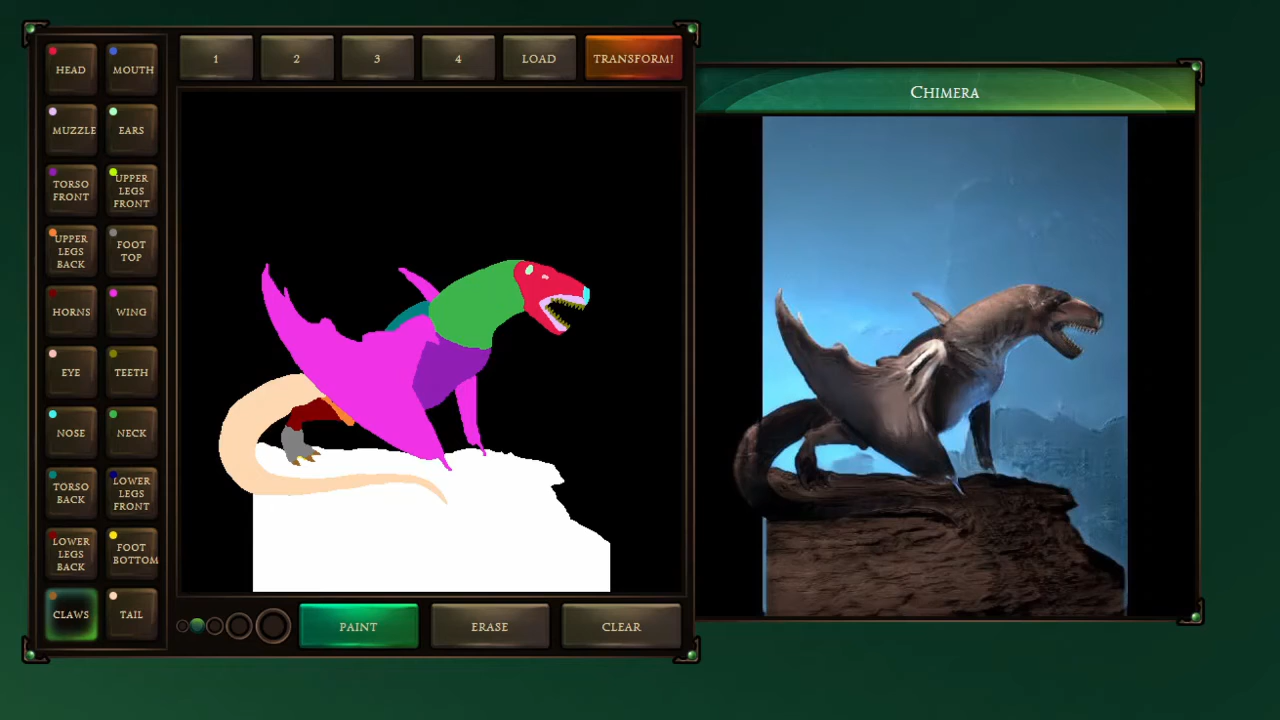 1 2 3 4 LOAD TRANSFORM!
HEAD MOUTH
MUZZLE EARS
TORSO
FRONT
UPPER
LEGS
FRONT
UPPER
LEGS
BACK
FOOT
TOP
HORNS WING
EYE TEETH
NOSE NECK
TORSO
BACK
LOWER
LEGS
FRONT
LOWER
LEGS
BACK
FOOT
BOTTOM
CLAWS TAIL
PAINT ERASE CLEAR
CHIMERA